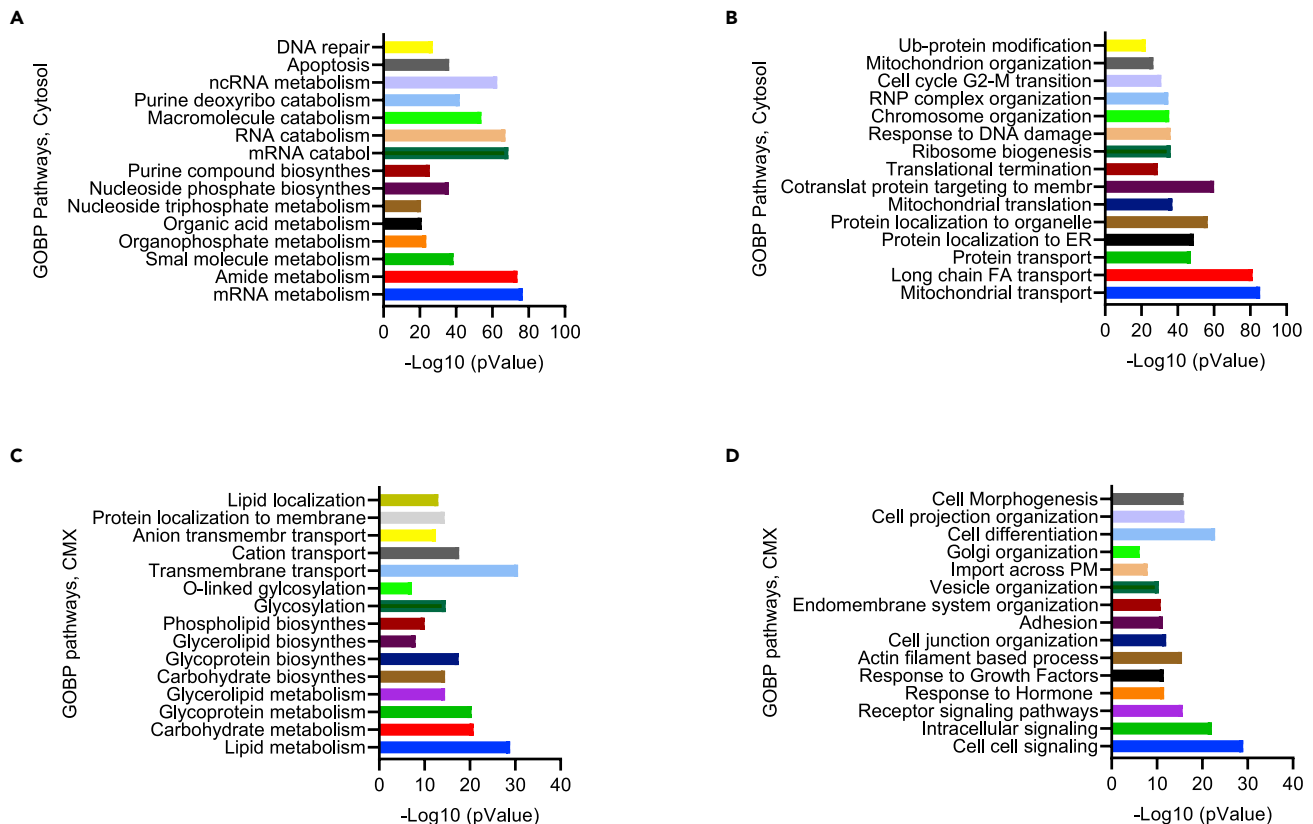 A
GOBP Pathways, Cytosol
DNA repair
Apoptosis
ncRNA metabolism
Purine deoxyribo catabolism
Macromolecule catabolism
RNA catabolism
mRNA catabol
Purine compound biosynthes
Nucleoside phosphate biosynthes
Nucleoside triphosphate metabolism
Organic acid metabolism
Organophosphate metabolism
Smal molecule metabolism
Amide metabolism
mRNA metabolism
0 20 40 60 80 100
-Log10 (pValue)
B
GOBP Pathways, Cytosol
Ub-protein modification
Mitochondrion organization
Cell cycle G2-M transition
RNP complex organization
Chromosome organization
Response to DNA damage
Ribosome biogenesis
Translational termination
Cotranslat protein targeting to membr
Mitochondrial translation
Protein localization to organelle
Protein localization to ER
Protein transport
Long chain FA transport
Mitochondrial transport
0 20 40 60 80 100
-Log10 (pValue)
C
GOBP pathways, CMX
Lipid localization
Protein localization to membrane
Anion transmembr transport
Cation transport
Transmembrane transport
O-linked gylcosylation
Glycosylation
Phospholipid biosynthes
Glycerolipid biosynthes
Glycoprotein biosynthes
Carbohydrate biosynthes
Glycerolipid metabolism
Glycoprotein metabolism
Carbohydrate metabolism
Lipid metabolism
0 10 20 30 40
-Log10 (pValue)
D
GOBP pathways, CMX
Cell Morphogenesis
Cell projection organization
Cell differentiation
Golgi organization
Import across PM
Vesicle organization
Endomembrane system organization
Adhesion
Cell junction organization
Actin filament based process
Response to Growth Factors
Response to Hormone
Receptor signaling pathways
Intracellular signaling
Cell cell signaling
0 10 20 30 40
-Log10 (pValue)